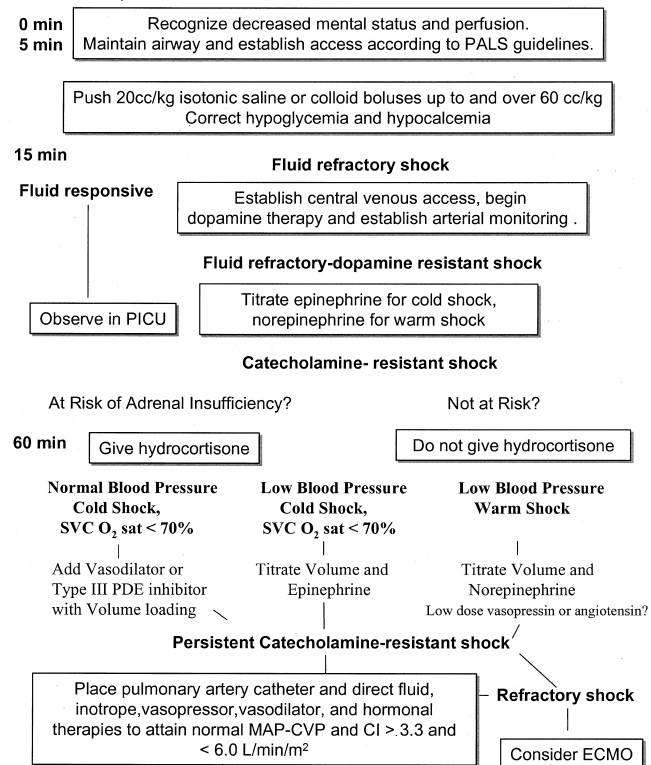 0 min
Recognize decreased mental status and perfusion.
5 min
Maintain airway and establish access according to PALS guidelines.
Push 20cc/kg isotonic saline or colloid boluses up to and over 60 cc/kg
Correct hypoglycemia and hypocalcemia
15 min
Fluid refractory shock
Fluid responsive
Establish central venous access, begin
dopamine therapy and establish arterial monitoring .
Fluid refractory-dopamine resistant shock
Observe in PICU
Titrate epinephrine for cold shock,
norepinephrine for warm shock
Catecholamine- resistant shock
At Risk of Adrenal Insufficiency?
Not at Risk?
60 min
Give hydrocortisone
Do not give hydrocortisone
Normal Blood Pressure
Cold Shock,
SVC O₂ sat < 70%
Low Blood Pressure
Cold Shock,
SVC O₂ sat < 70%
Low Blood Pressure
Warm Shock
Add Vasodilator or
Type III PDE inhibitor
with Volume loading
Titrate Volume and
Epinephrine
Titrate Volume and
Norepinephrine
Low dose vasopressin or angiotensin?
Persistent Catecholamine-resistant shock
Place pulmonary artery catheter and direct fluid,
inotrope,vasopressor,vasodilator, and hormonal
therapies to attain normal MAP-CVP and CI > 3.3 and
< 6.0 L/min/m²
Refractory shock
Consider ECMO